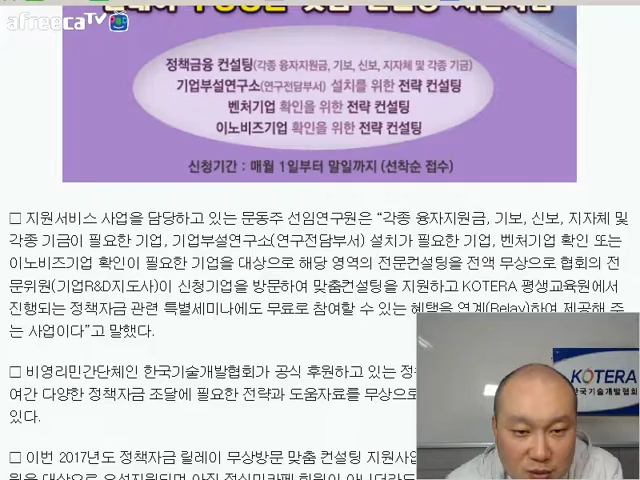 afreecaTV
정책금융 컨설팅(각종 융자지원금, 기보, 신보, 지자체 및 각종 기금)
기업부설연구소(연구전담부서) 설치를 위한 전략 컨설팅
벤처기업 확인을 위한 전략 컨설팅
이노비즈기업 확인을 위한 전략 컨설팅
신청기간 : 매월 1일부터 말일까지 (선착순 접수)
□ 지원서비스 사업을 담당하고 있는 문동주 선임연구원은 “각종 융자지원금, 기보, 신보, 지자체 및
각종 기금이 필요한 기업, 기업부설연구소(연구전담부서) 설치가 필요한 기업, 벤처기업 확인 또는
이노비즈기업 확인이 필요한 기업을 대상으로 해당 영역의 전문컨설팅을 전액 무상으로 협회의 전
문위원(기업R&D지도사)이 신청기업을 방문하여 맞춤컨설팅을 지원하고 KOTERA 평생교육원에서
진행되는 정책자금 관련 특별세미나에도 무료로 참여할 수 있는 혜택을 연계(Relay)하여 제공해 주
는 사업이다”고 말했다.
□ 비영리민간단체인 한국기술개발협회가 공식 후원하고 있는
여간 다양한 정책자금 조달에 필요한 전략과 도움자료를 무상으로
있다.
□ 이번 2017년도 정책자금 릴레이 무상방문 맞춤 컨설팅 지원사업
KOTERA
한국기술개발협회